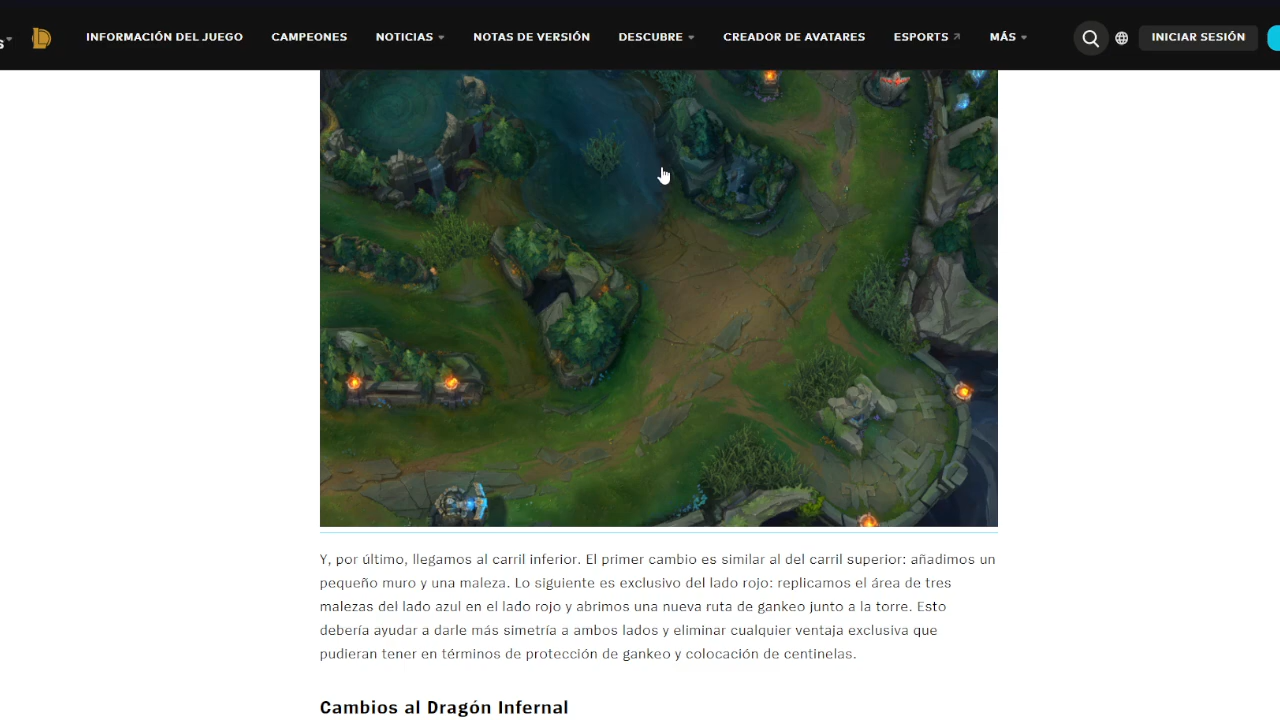 INFORMACIÓN DEL JUEGO CAMPEONES NOTICIAS NOTAS DE VERSIÓN DESCUBRE CREADOR DE AVATARES ESPORTS MÁS INICIAR SESIÓN
Y, por último, llegamos al carril inferior. El primer cambio es similar al del carril superior: añadimos un
pequeño muro y una maleza. Lo siguiente es exclusivo del lado rojo: replicamos el área de tres
malezas del lado azul en el lado rojo y abrimos una nueva ruta de gankeo junto a la torre. Esto
debería ayudar a darle más simetría a ambos lados y eliminar cualquier ventaja exclusiva que
pudieran tener en términos de protección de gankeo y colocación de centinelas.
Cambios al Dragón Infernal